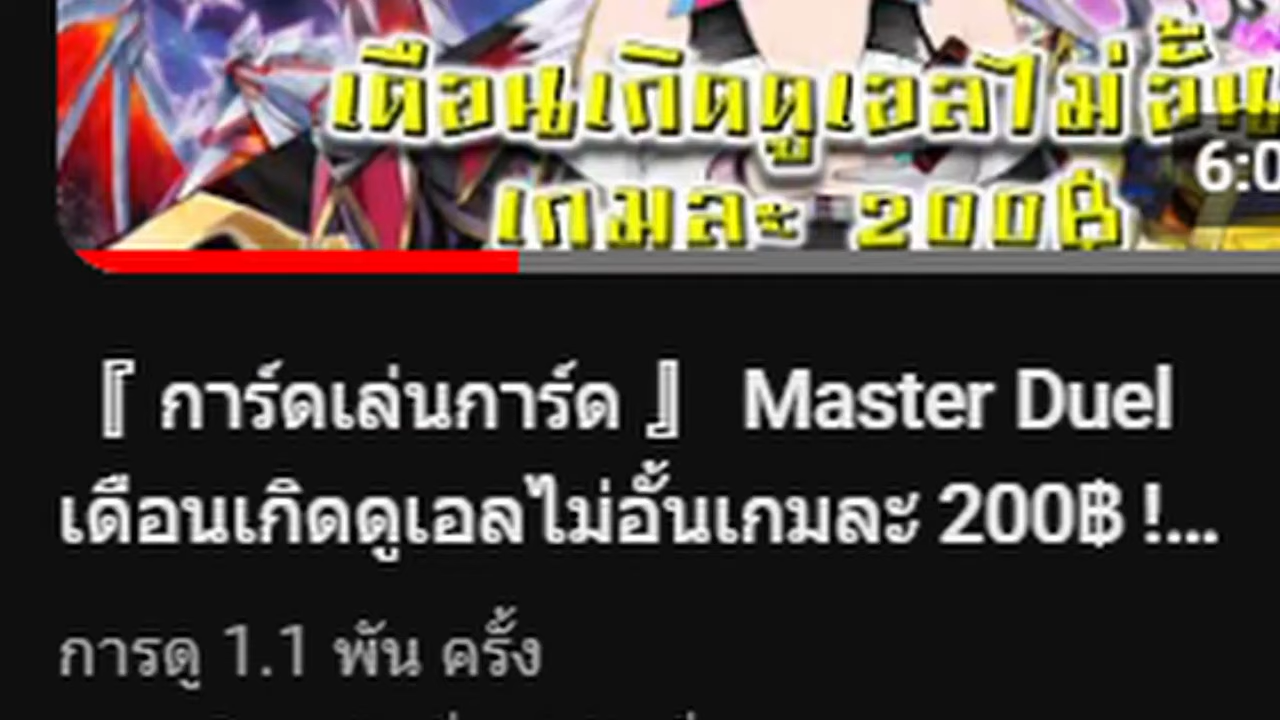 เดือนเกิดดูเอลไม่อั้น
เกมละ 200฿
6:0
『 การ์ดเล่นการ์ด 』 Master Duel
เดือนเกิดดูเอลไม่อั้นเกมละ 200฿ !...
การดู 1.1 พัน ครั้ง